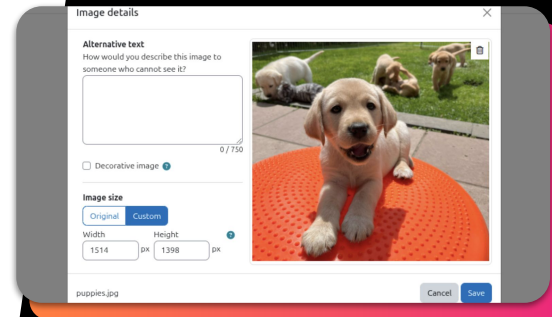 Image details
Alternative text
How would you describe this image to
someone who cannot see it?
0 / 750
Decorative image ?
Image size
Original Custom
Width Height ?
1514 px 1398 px
puppies.jpg Cancel Save